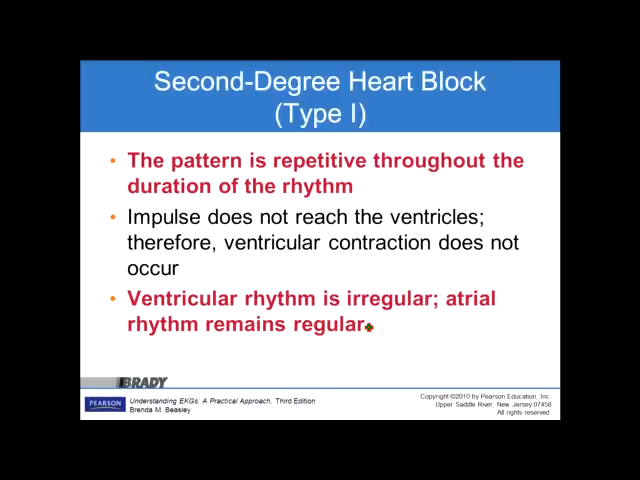 Second-Degree Heart Block
(Type I)
• The pattern is repetitive throughout the
duration of the rhythm
• Impulse does not reach the ventricles;
therefore, ventricular contraction does not
occur
• Ventricular rhythm is irregular; atrial
rhythm remains regular
BRADY
PEARSON
Understanding EKGs: A Practical Approach, Third Edition
Brenda M. Beasley
Copyright ©2010 by Pearson Education, Inc.
Upper Saddle River, New Jersey 07458
All rights reserved